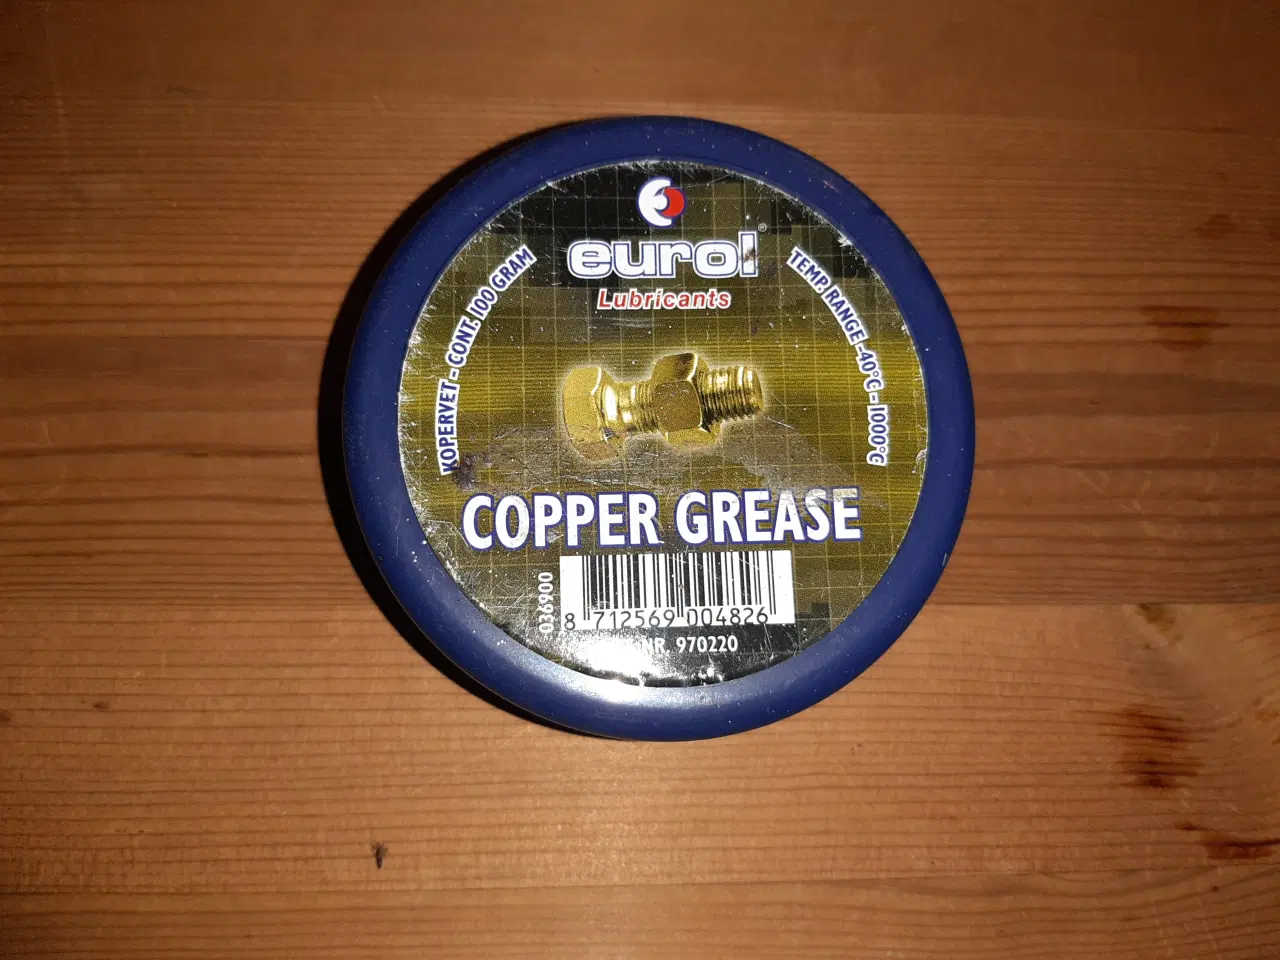 eurol®
Lubricants
KOPERVET - CONT. 100 GRAM
TEMP. RANGE -40°C - 1000°C
COPPER GREASE
036900
8 712569 004826
NR. 970220